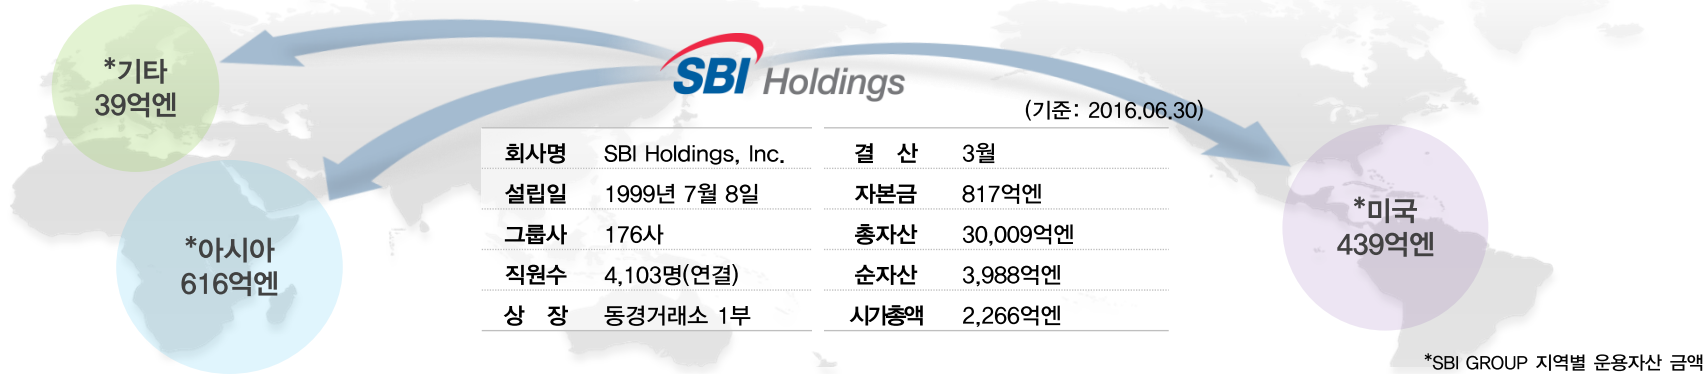 *기타
39억엔
*아시아
616억엔
SBI Holdings
(기준: 2016.06.30)
회사명 SBI Holdings, Inc. 결 산 3월
설립일 1999년 7월 8일 자본금 817억엔
그룹사 176사 총자산 30,009억엔
직원수 4,103명(연결) 순자산 3,988억엔
상 장 동경거래소 1부 시가총액 2,266억엔
*미국
439억엔
*SBI GROUP 지역별 운용자산 금액